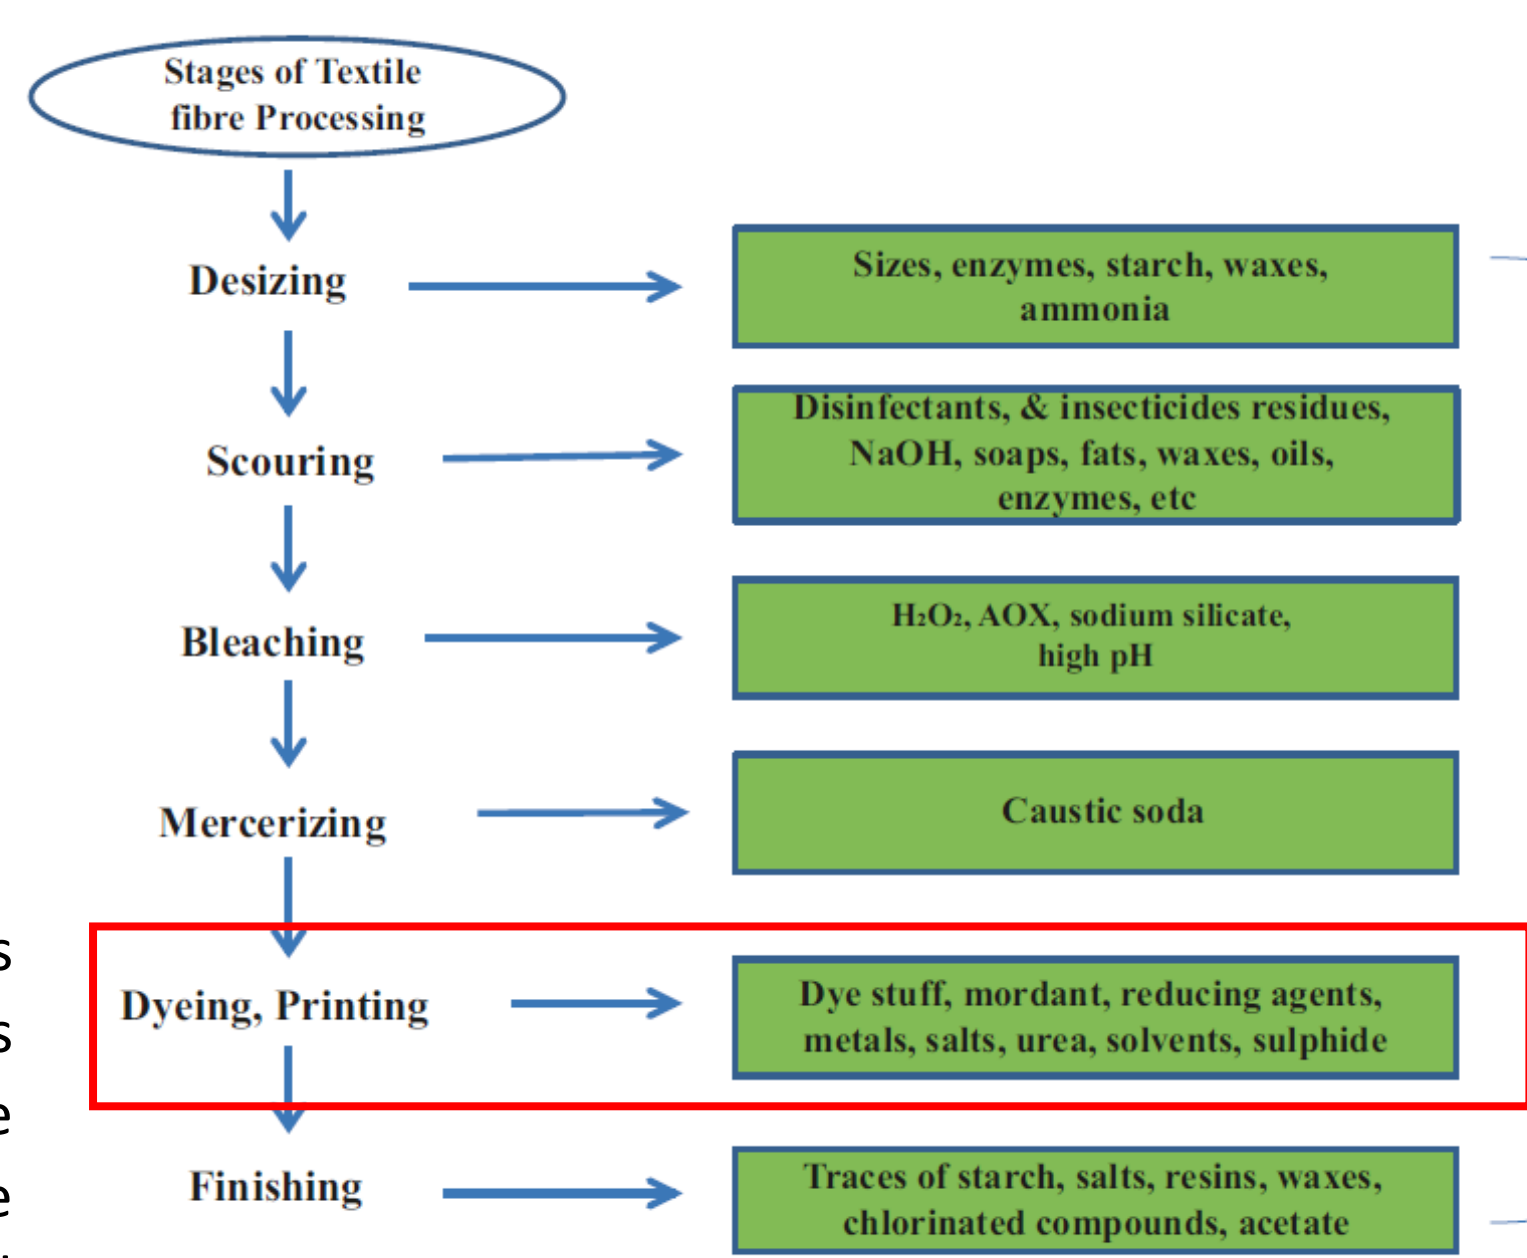 Stages of Textile
fibre Processing
Desizing
Sizes, enzymes, starch, waxes,
ammonia
Scouring
Disinfectants, & insecticides residues,
NaOH, soaps, fats, waxes, oils,
enzymes, etc
Bleaching
H₂O₂, AOX, sodium silicate,
high pH
Mercerizing
Caustic soda
s
s
e
e
Dyeing, Printing
Dye stuff, mordant, reducing agents,
metals, salts, urea, solvents, sulphide
Finishing
Traces of starch, salts, resins, waxes,
chlorinated compounds, acetate